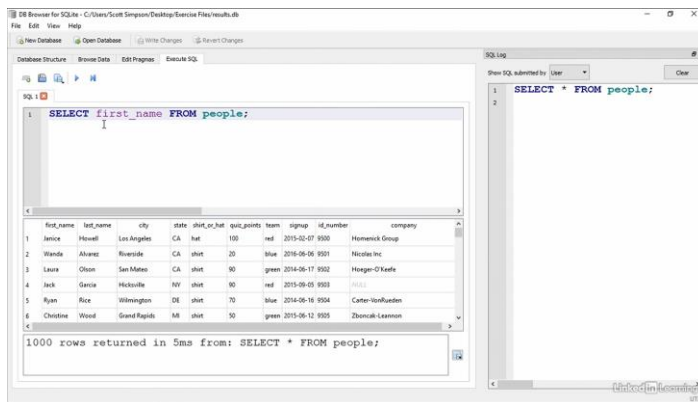 DB Browser for SQLite - C:/Users/Scott Simpson/Desktop/Exercise Files/results.db
File Edit View Help
New Database Open Database Write Changes Revert Changes
Database Structure Browse Data Edit Pragmas Execute SQL
SQL 1
1 SELECT first_name FROM people;
first_name last_name city state shirt_or_hat quiz_points team signup id_number company
1 Janice Howell Los Angeles CA hat 100 red 2015-02-07 9500 Homenick Group
2 Wanda Alvarez Riverside CA shirt 20 blue 2016-06-06 9501 Nicolas Inc
3 Laura Olson San Mateo CA shirt 90 green 2014-06-17 9502 Hoeger-O'Keefe
4 Jack Garcia Hicksville NY shirt 90 red 2015-09-05 9503 NULL
5 Ryan Rice Wilmington DE shirt 70 blue 2014-06-16 9504 Carter-VonRueden
6 Christine Wood Grand Rapids MI shirt 50 green 2015-06-12 9505 Zboncak-Leannon
1000 rows returned in 5ms from: SELECT * FROM people;
SQL Log
Show SQL submitted by User Clear
1 SELECT * FROM people;
2
LinkedIn Learning